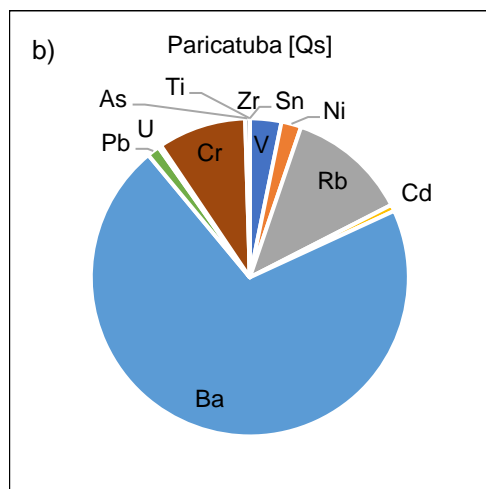 b)
Paricatuba [Qs]
Ti
Zr
Sn
As
Ni
U
Pb
Cr
V
Rb
Cd
Ba